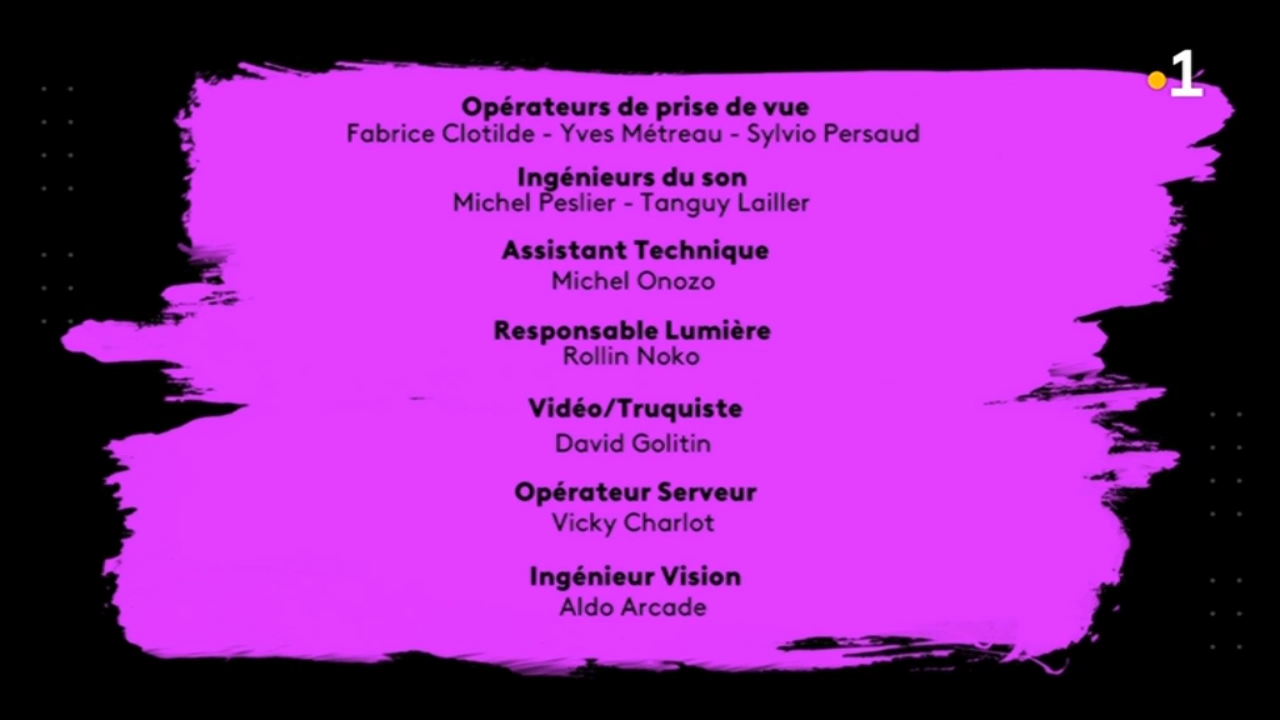 1
Opérateurs de prise de vue
Fabrice Clotilde - Yves Métreau - Sylvio Persaud
Ingénieurs du son
Michel Peslier - Tanguy Lailler
Assistant Technique
Michel Onozo
Responsable Lumière
Rollin Noko
Vidéo/Truquiste
David Golitin
Opérateur Serveur
Vicky Charlot
Ingénieur Vision
Aldo Arcade